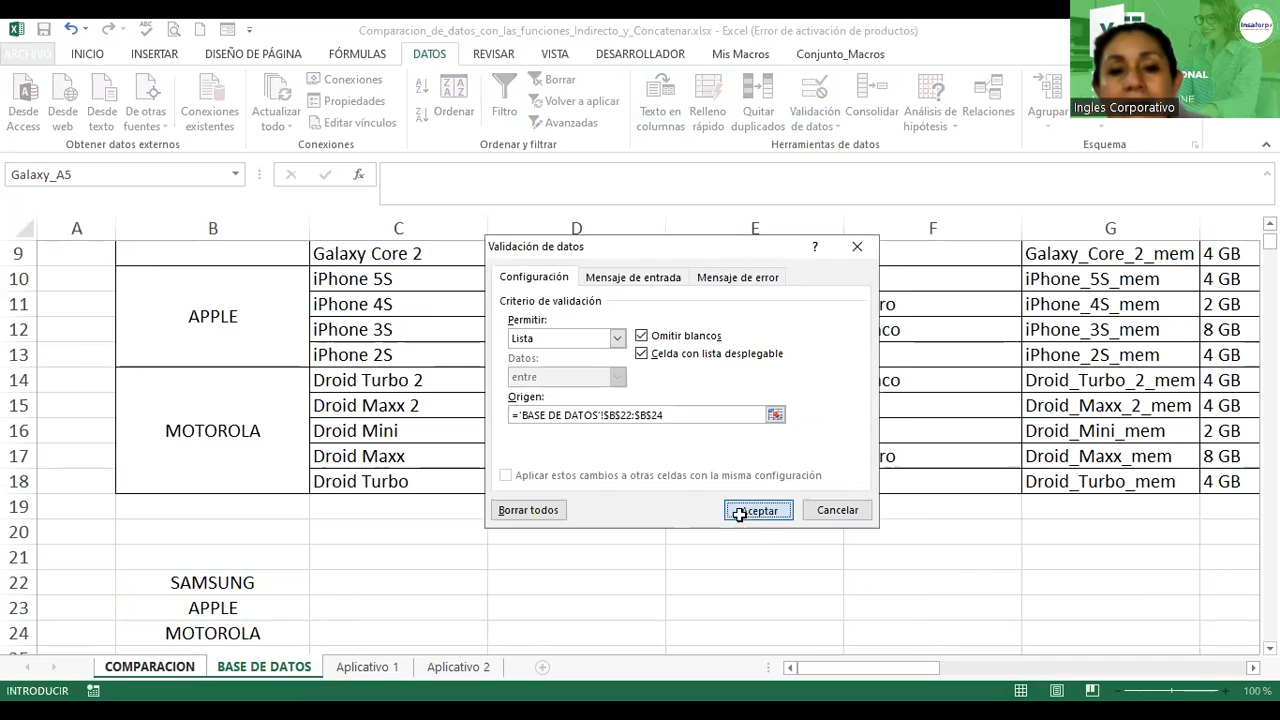 Comparacion_de_datos_con_las_funciones_Indirecto_y_Concatenar.xlsx - Excel (Error de activación de productos)
ARCHIVO INICIO INSERTAR DISEÑO DE PÁGINA FÓRMULAS DATOS REVISAR VISTA DESARROLLADOR Mis Macros Conjunto_Macros
Insaforp
Ingles Corporativo
Desde Access
Desde web
Desde texto
De otras fuentes
Conexiones existentes
Obtener datos externos
Actualizar todo
Conexiones
Propiedades
Editar vínculos
Conexiones
Ordenar
Filtro
Borrar
Volver a aplicar
Avanzadas
Ordenar y filtrar
Texto en columnas
Relleno rápido
Quitar duplicados
Validación de datos
Consolidar
Análisis de hipótesis
Relaciones
Herramientas de datos
Agrupar
Esquema
Galaxy_A5
fx
A B C D E F G
9 Galaxy Core 2 Galaxy_Core_2_mem 4 GB
10 iPhone 5S iPhone_5S_mem 4 GB
APPLE
11 iPhone 4S iPhone_4S_mem 2 GB
12 iPhone 3S iPhone_3S_mem 8 GB
13 iPhone 2S iPhone_2S_mem 4 GB
14 Droid Turbo 2 Droid_Turbo_2_mem 4 GB
15 Droid Maxx 2 Droid_Maxx_2_mem 4 GB
16 MOTOROLA Droid Mini Droid_Mini_mem 2 GB
17 Droid Maxx Droid_Maxx_mem 8 GB
18 Droid Turbo Droid_Turbo_mem 4 GB
19
20
21
22 SAMSUNG
23 APPLE
24 MOTOROLA
Validación de datos ?
Configuración Mensaje de entrada Mensaje de error
Criterio de validación
Permitir:
Lista
Omitir blancos
Celda con lista desplegable
Datos:
entre
Origen:
='BASE DE DATOS'!$B$22:$B$24
Aplicar estos cambios a otras celdas con la misma configuración
Borrar todos Aceptar Cancelar
COMPARACION BASE DE DATOS Aplicativo 1 Aplicativo 2
INTRODUCIR 100 %